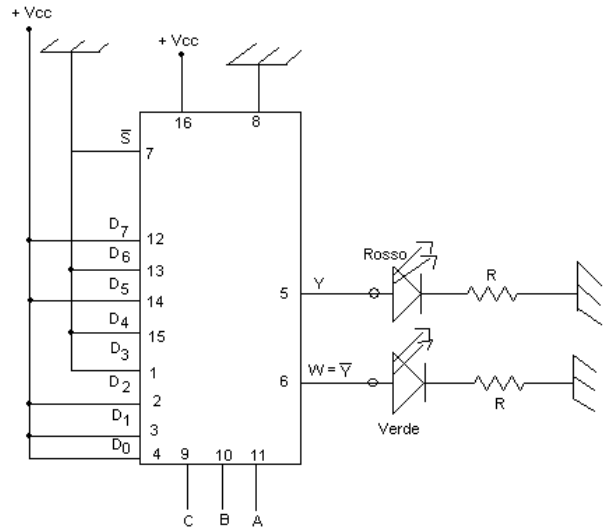 + Vcc
+ Vcc
16
8
S̅
7
D7
12
D6
13
D5
14
D4
15
D3
1
D2
2
D1
3
D0
4
9
10
11
C
B
A
5
Y
Rosso
R
6
W = Y̅
Verde
R